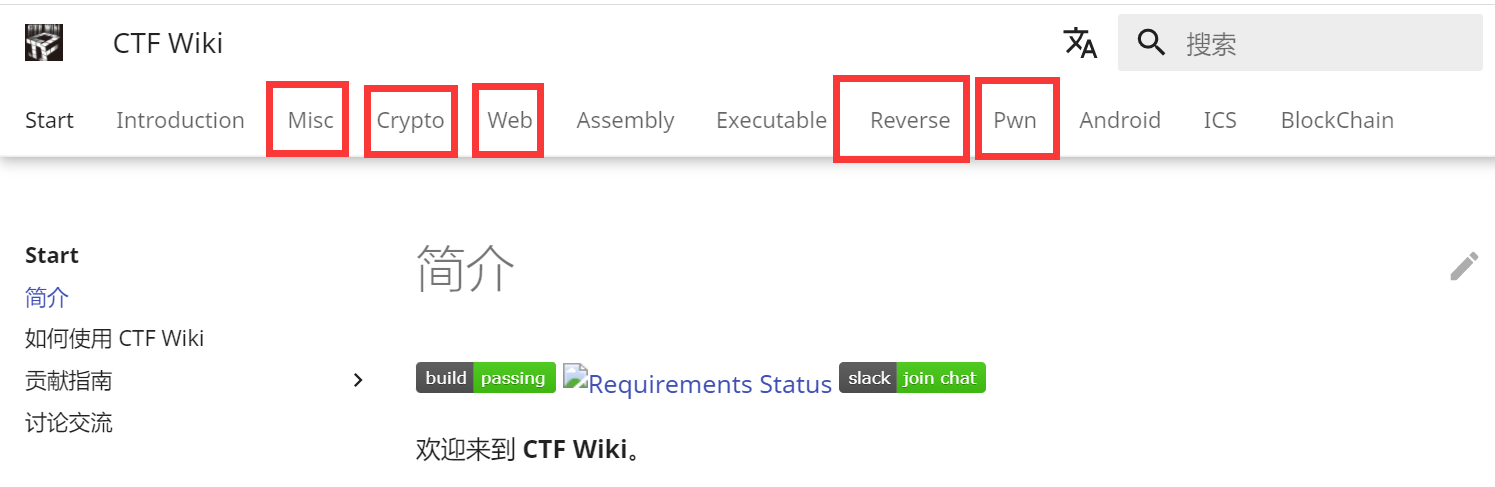 CTF Wiki 搜索
Start Introduction Misc Crypto Web Assembly Executable Reverse Pwn Android ICS BlockChain
Start
简介
如何使用 CTF Wiki
贡献指南
讨论交流
简介
build passing Requirements Status slack join chat
欢迎来到 CTF Wiki。